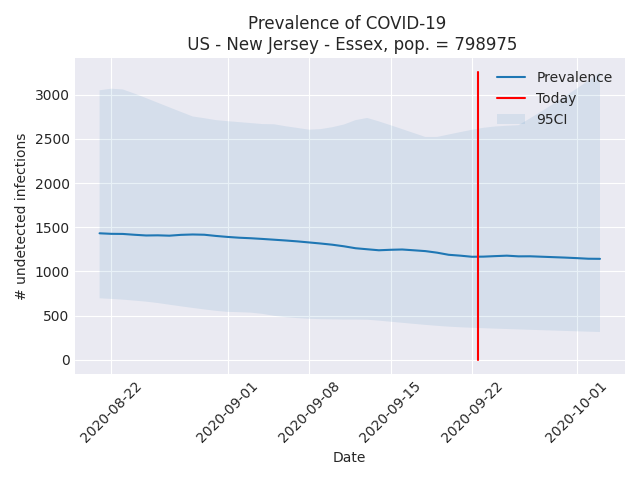 Prevalence of COVID-19
US - New Jersey - Essex, pop. = 798975
Prevalence
Today
95CI
# undetected infections
3000
2500
2000
1500
1000
500
0
2020-08-22
2020-09-01
2020-09-08
2020-09-15
2020-09-22
2020-10-01
Date